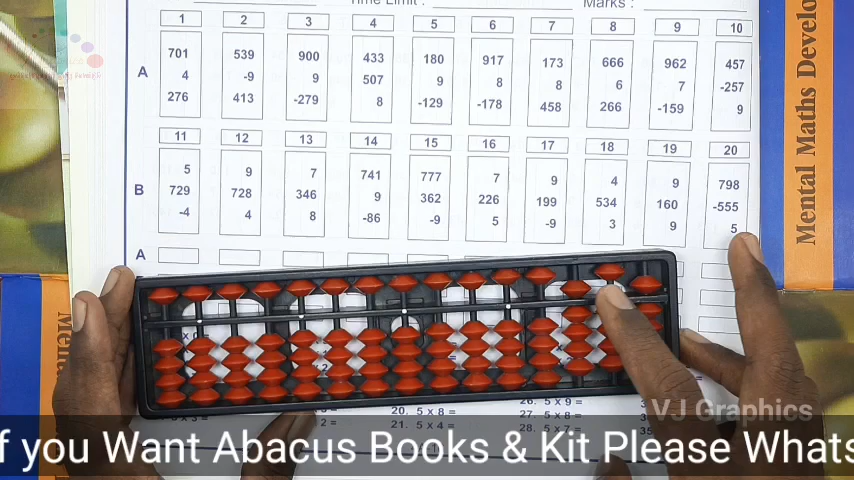 Time Limit :
Marks :
1 2 3 4 5 6 7 8 9 10
A
701 539 900 433 180 917 173 666 962 457
4 -9 9 507 9 8 8 6 7 -257
276 413 -279 8 -129 -178 458 266 -159 9
11 12 13 14 15 16 17 18 19 20
B
5 9 7 741 777 7 9 4 9 798
729 728 346 9 362 226 199 534 160 -555
-4 4 8 -86 -9 5 -9 3 9 5
A
20. 5 x 8 =
21. 5 x 4 =
26. 5 x 9 =
27. 5 x 8 =
28. 5 x 7 =
Mental Maths Develo
VJ Graphics
f you Want Abacus Books & Kit Please Whats